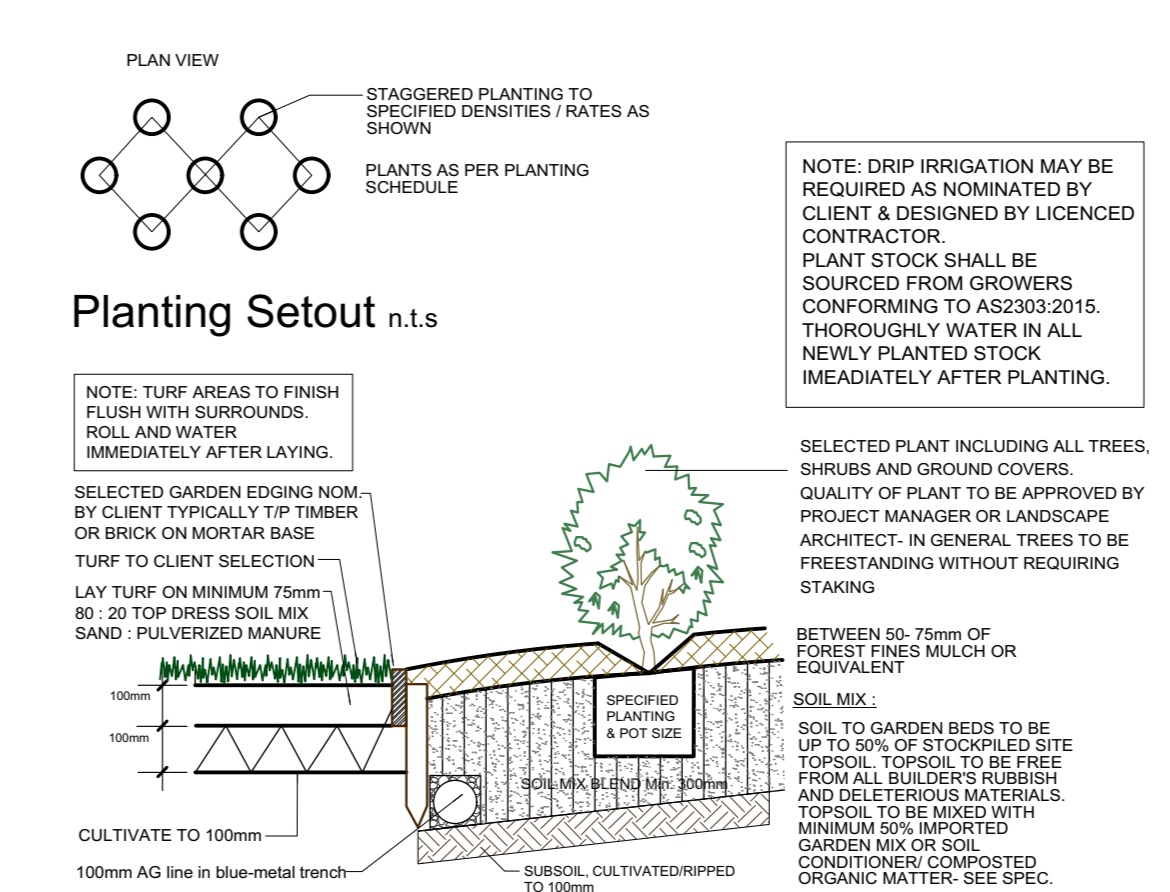 PLAN VIEW
STAGGERED PLANTING TO
SPECIFIED DENSITIES / RATES AS
SHOWN
PLANTS AS PER PLANTING
SCHEDULE
Planting Setout n.t.s
NOTE: DRIP IRRIGATION MAY BE
REQUIRED AS NOMINATED BY
CLIENT & DESIGNED BY LICENCED
CONTRACTOR.
PLANT STOCK SHALL BE
SOURCED FROM GROWERS
CONFORMING TO AS2303:2015.
THOROUGHLY WATER IN ALL
NEWLY PLANTED STOCK
IMEADIATELY AFTER PLANTING.
NOTE: TURF AREAS TO FINISH
FLUSH WITH SURROUNDS.
ROLL AND WATER
IMMEDIATELY AFTER LAYING.
SELECTED GARDEN EDGING NOM.
BY CLIENT TYPICALLY T/P TIMBER
OR BRICK ON MORTAR BASE
TURF TO CLIENT SELECTION
LAY TURF ON MINIMUM 75mm
80 : 20 TOP DRESS SOIL MIX
SAND : PULVERIZED MANURE
100mm
100mm
CULTIVATE TO 100mm
100mm AG line in blue-metal trench
SPECIFIED
PLANTING
& POT SIZE
SOIL MIX BLEND Min. 300mm
SUBSOIL, CULTIVATED/RIPPED
TO 100mm
SELECTED PLANT INCLUDING ALL TREES,
SHRUBS AND GROUND COVERS.
QUALITY OF PLANT TO BE APPROVED BY
PROJECT MANAGER OR LANDSCAPE
ARCHITECT- IN GENERAL TREES TO BE
FREESTANDING WITHOUT REQUIRING
STAKING
BETWEEN 50- 75mm OF
FOREST FINES MULCH OR
EQUIVALENT
SOIL MIX :
SOIL TO GARDEN BEDS TO BE
UP TO 50% OF STOCKPILED SITE
TOPSOIL. TOPSOIL TO BE FREE
FROM ALL BUILDER'S RUBBISH
AND DELETERIOUS MATERIALS.
TOPSOIL TO BE MIXED WITH
MINIMUM 50% IMPORTED
GARDEN MIX OR SOIL
CONDITIONER/ COMPOSTED
ORGANIC MATTER- SEE SPEC.